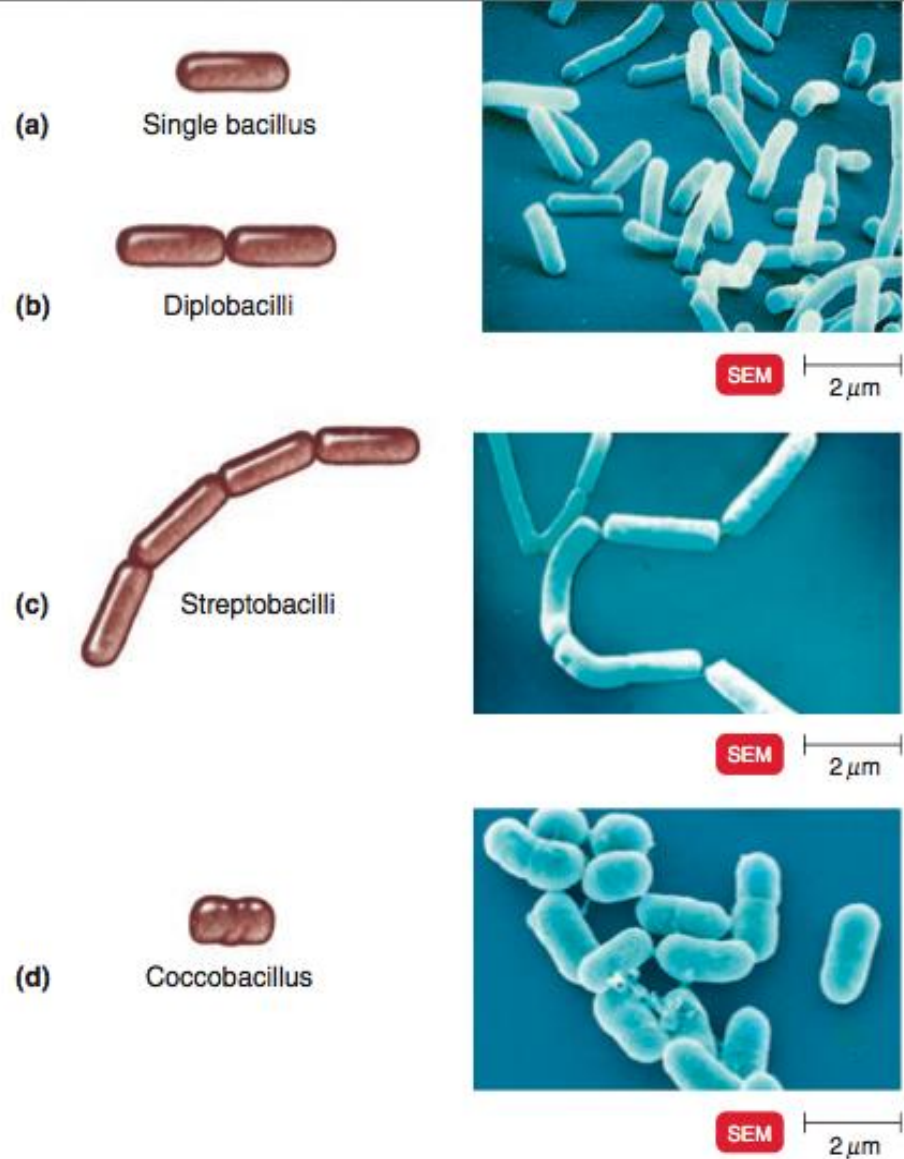 (a)
Single bacillus
(b)
Diplobacilli
SEM
2 μm
(c)
Streptobacilli
SEM
2 μm
(d)
Coccobacillus
SEM
2 μm